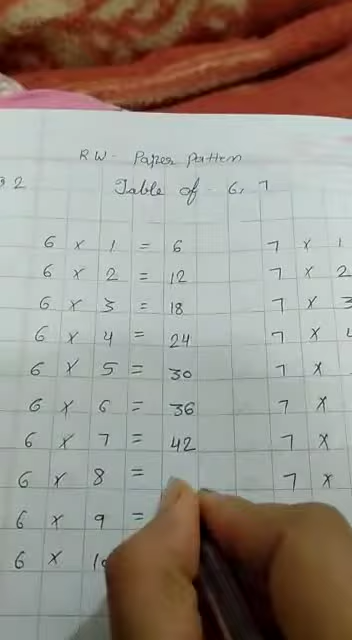 RW - Paper Pattern
32 Table of - 6, 7
6 x 1 = 6 7 x 1
6 x 2 = 12 7 x 2
6 x 3 = 18 7 x 3
6 x 4 = 24 7 x 4
6 x 5 = 30 7 x
6 x 6 = 36 7 x
6 x 7 = 42 7 x
6 x 8 = 7 x
6 x 9 =
6 x